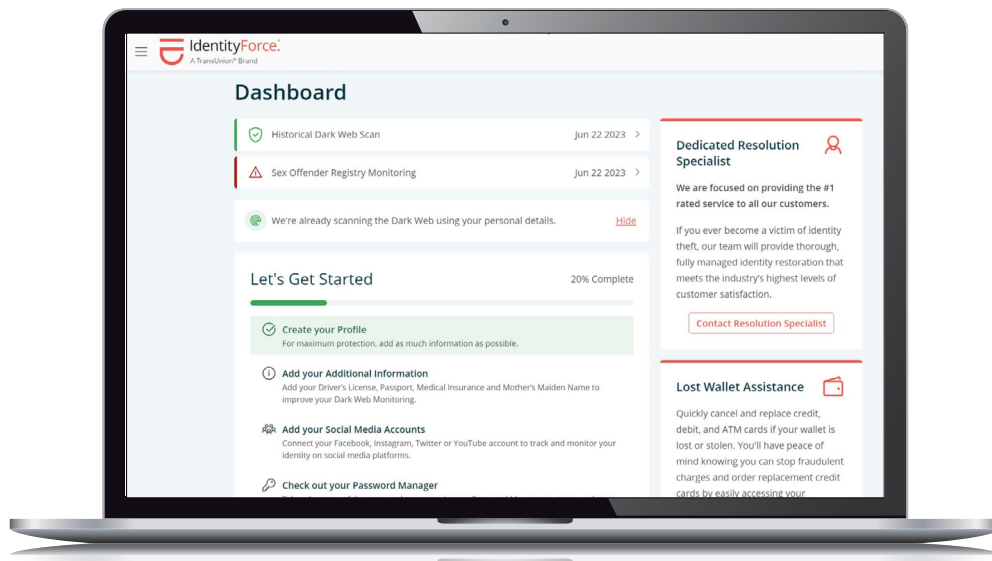 IdentityForce®
A TransUnion® Brand
Dashboard
Historical Dark Web Scan
Jun 22 2023
Sex Offender Registry Monitoring
Jun 22 2023
We're already scanning the Dark Web using your personal details.
Hide
Let's Get Started
20% Complete
Create your Profile
For maximum protection, add as much information as possible.
Add your Additional Information
Add your Driver's License, Passport, Medical Insurance and Mother's Maiden Name to
improve your Dark Web Monitoring.
Add your Social Media Accounts
Connect your Facebook, Instagram, Twitter or YouTube account to track and monitor your
identity on social media platforms.
Check out your Password Manager
Dedicated Resolution
Specialist
We are focused on providing the #1
rated service to all our customers.
If you ever become a victim of identity
theft, our team will provide thorough,
fully managed identity restoration that
meets the industry's highest levels of
customer satisfaction.
Contact Resolution Specialist
Lost Wallet Assistance
Quickly cancel and replace credit,
debit, and ATM cards if your wallet is
lost or stolen. You'll have peace of
mind knowing you can stop fraudulent
charges and order replacement credit
cards by easily accessing your